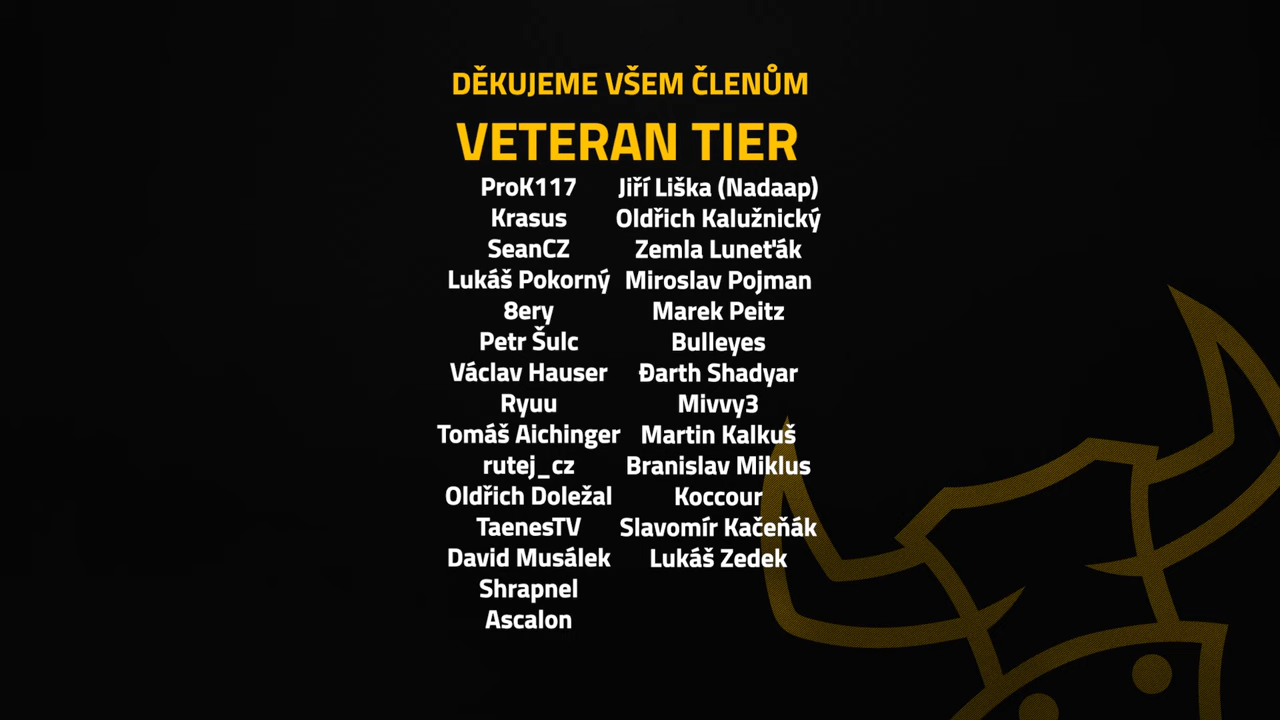 DĚKUJEME VŠEM ČLENŮM
VETERAN TIER
ProK117 Jiří Liška (Nadaap)
Krasus Oldřich Kalužnický
SeanCZ Zemla Luneťák
Lukáš Pokorný Miroslav Pojman
8ery Marek Peitz
Petr Šulc Bulleyes
Václav Hauser Đarth Shadyar
Ryuu Mivvy3
Tomáš Aichinger Martin Kalkuš
rutej_cz Branislav Miklus
Oldřich Doležal Koccour
TaenesTV Slavomír Kačeňák
David Musálek Lukáš Zedek
Shrapnel
Ascalon